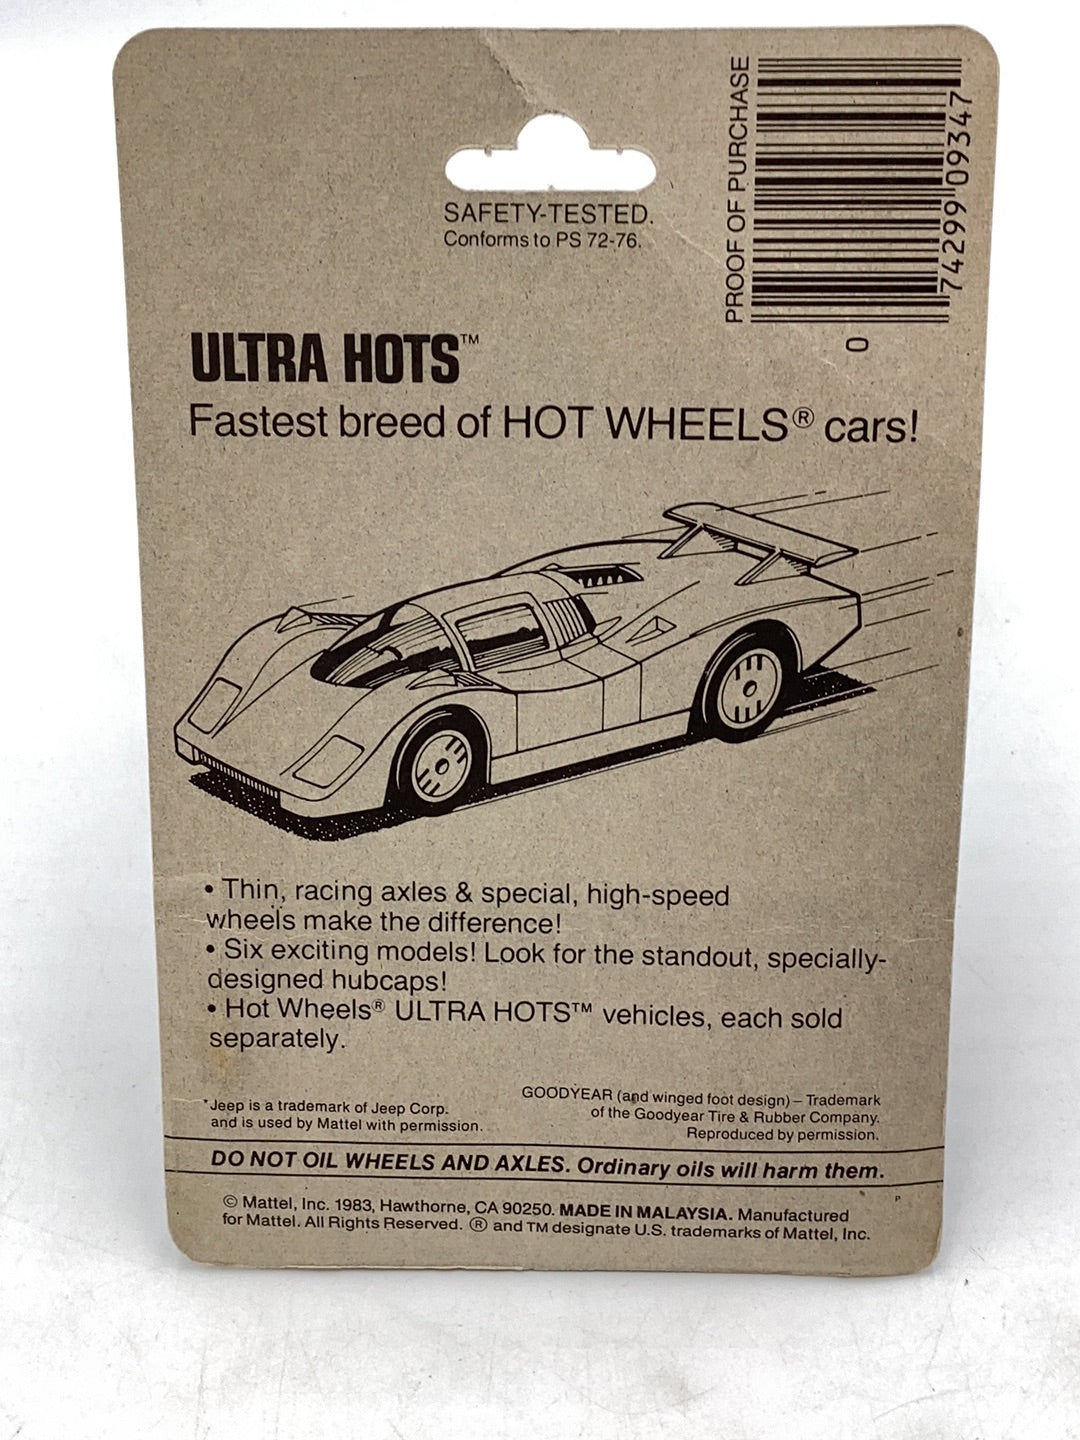 PROOF OF PURCHASE
74299 09347
0
SAFETY-TESTED.
Conforms to PS 72-76.
ULTRA HOTS™
Fastest breed of HOT WHEELS® cars!
• Thin, racing axles & special, high-speed
wheels make the difference!
• Six exciting models! Look for the standout, specially-
designed hubcaps!
• Hot Wheels® ULTRA HOTS™ vehicles, each sold
separately.
*Jeep is a trademark of Jeep Corp.
and is used by Mattel with permission.
GOODYEAR (and winged foot design) – Trademark
of the Goodyear Tire & Rubber Company.
Reproduced by permission.
DO NOT OIL WHEELS AND AXLES. Ordinary oils will harm them.
P
© Mattel, Inc. 1983, Hawthorne, CA 90250. MADE IN MALAYSIA. Manufactured
for Mattel. All Rights Reserved. ® and TM designate U.S. trademarks of Mattel, Inc.